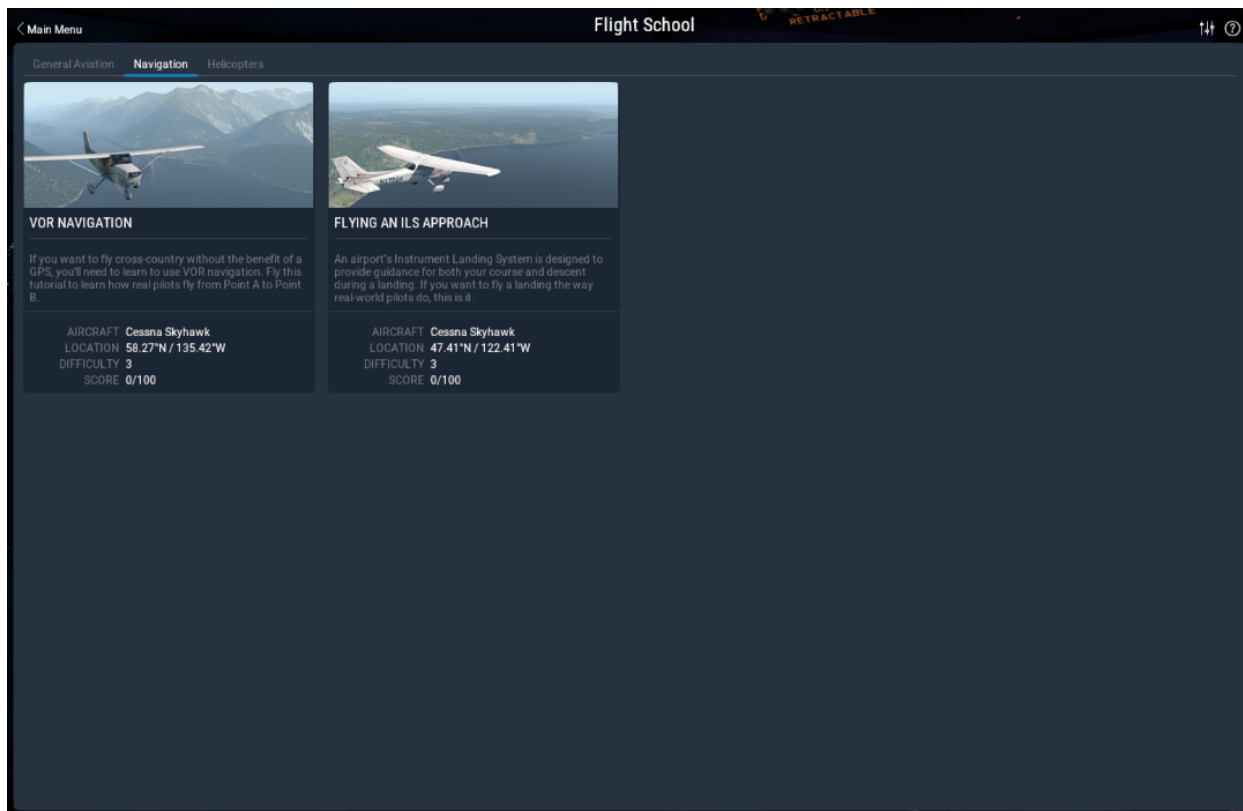 RETRACTABLE
Main Menu
Flight School
General Aviation Navigation Helicopters
VOR NAVIGATION
If you want to fly cross-country without the benefit of a
GPS, you'll need to learn to use VOR navigation. Fly this
tutorial to learn how real pilots fly from Point A to Point
B.
AIRCRAFT Cessna Skyhawk
LOCATION 58.27°N / 135.42°W
DIFFICULTY 3
SCORE 0/100
FLYING AN ILS APPROACH
An airport's Instrument Landing System is designed to
provide guidance for both your course and descent
during a landing. If you want to fly a landing the way
real-world pilots do, this is it.
AIRCRAFT Cessna Skyhawk
LOCATION 47.41°N / 122.41°W
DIFFICULTY 3
SCORE 0/100